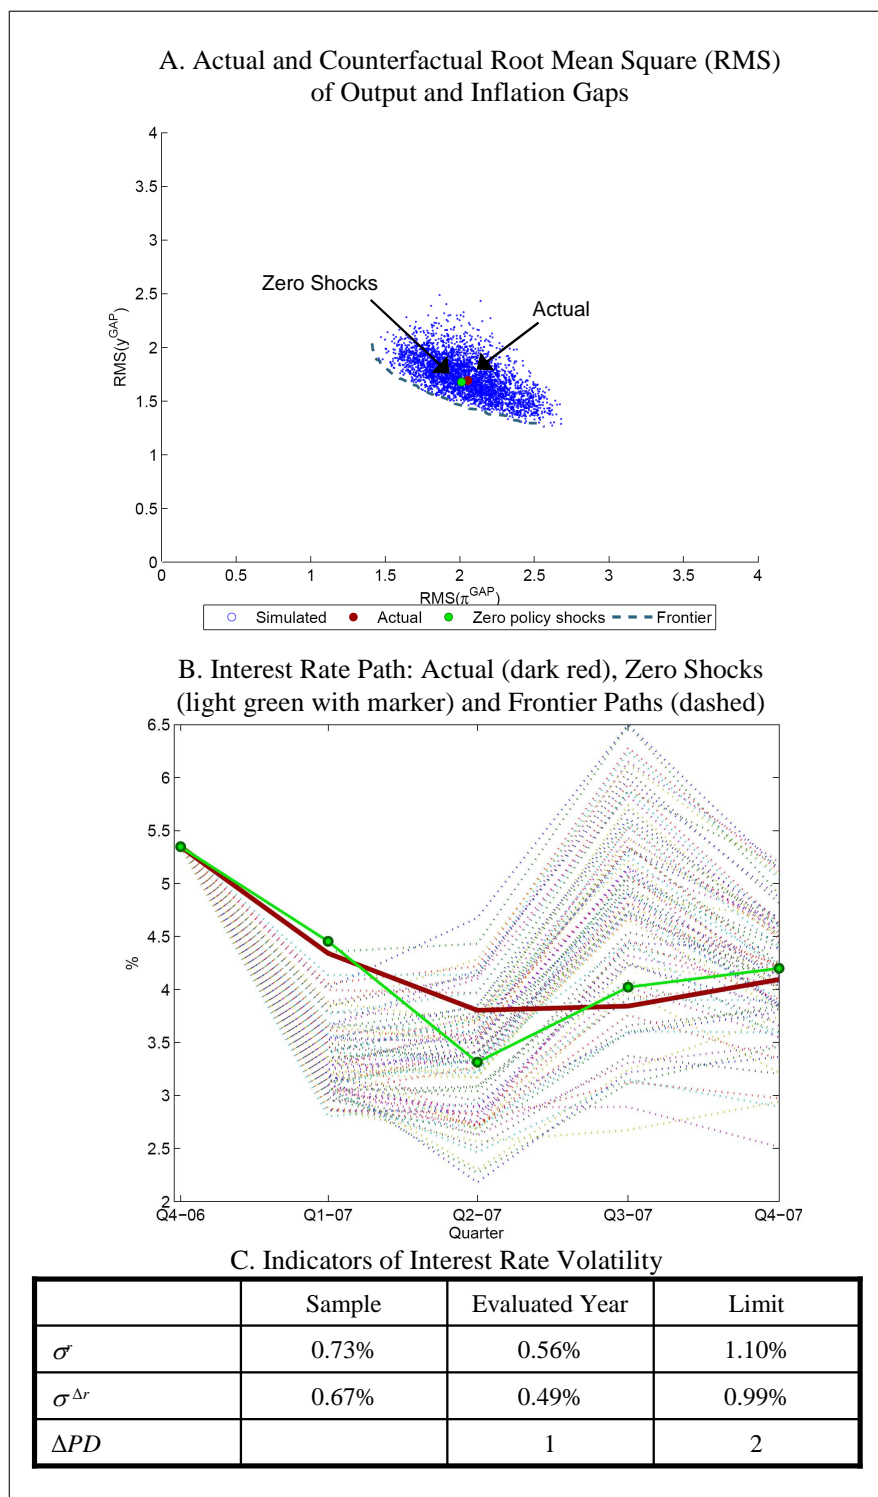 A. Actual and Counterfactual Root Mean Square (RMS)
of Output and Inflation Gaps
4
3.5
3
2.5
2
1.5
1
0.5
0
RMS(y^GAP)
Zero Shocks
Actual
0 0.5 1 1.5 2 2.5 3 3.5 4
RMS(π^GAP)
Simulated Actual Zero policy shocks Frontier
B. Interest Rate Path: Actual (dark red), Zero Shocks
(light green with marker) and Frontier Paths (dashed)
6.5
6
5.5
5
4.5
4
3.5
3
2.5
2
%
Q4−06 Q1−07 Q2−07 Q3−07 Q4−07
Quarter
C. Indicators of Interest Rate Volatility
Sample Evaluated Year Limit
σ^r 0.73% 0.56% 1.10%
σ^Δr 0.67% 0.49% 0.99%
ΔPD 1 2